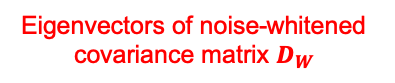 Eigenvectors of noise-whitened
covariance matrix D_W